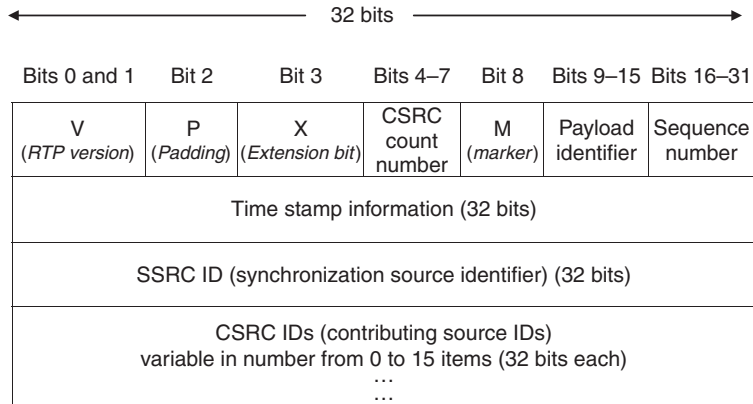 32 bits
Bits 0 and 1 Bit 2 Bit 3 Bits 4–7 Bit 8 Bits 9–15 Bits 16–31
V
(RTP version)
P
(Padding)
X
(Extension bit)
CSRC
count
number
M
(marker)
Payload
identifier
Sequence
number
Time stamp information (32 bits)
SSRC ID (synchronization source identifier) (32 bits)
CSRC IDs (contributing source IDs)
variable in number from 0 to 15 items (32 bits each)
...
...